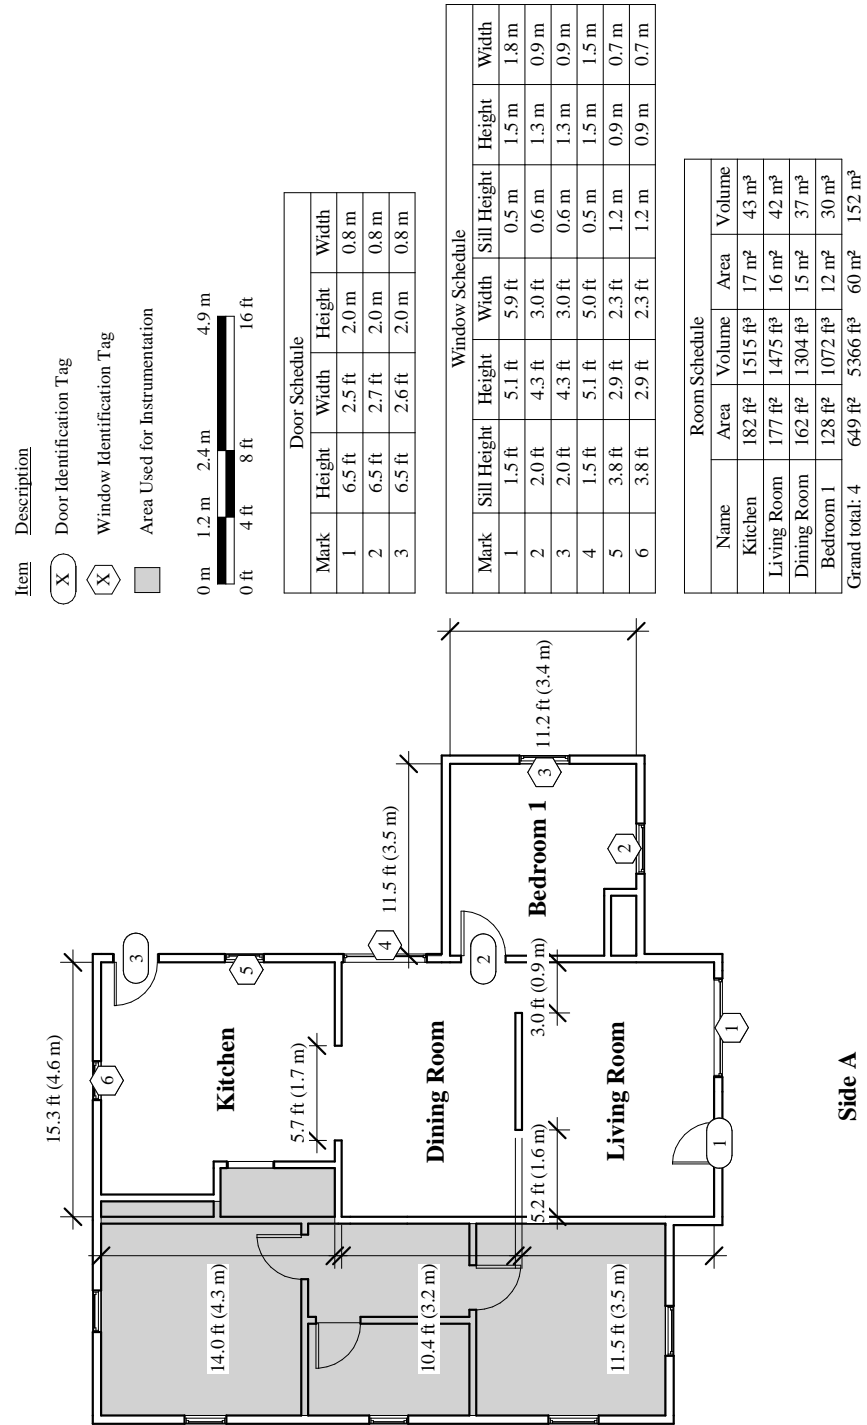 Item Description
X Door Identification Tag
X Window Identification Tag
Area Used for Instrumentation
0 m 1.2 m 2.4 m 4.9 m
0 ft 4 ft 8 ft 16 ft
Door Schedule
Mark Height Width Height Width
1 6.5 ft 2.5 ft 2.0 m 0.8 m
2 6.5 ft 2.7 ft 2.0 m 0.8 m
3 6.5 ft 2.6 ft 2.0 m 0.8 m
Window Schedule
Mark Sill Height Height Width Sill Height Height Width
1 1.5 ft 5.1 ft 5.9 ft 0.5 m 1.5 m 1.8 m
2 2.0 ft 4.3 ft 3.0 ft 0.6 m 1.3 m 0.9 m
3 2.0 ft 4.3 ft 3.0 ft 0.6 m 1.3 m 0.9 m
4 1.5 ft 5.1 ft 5.0 ft 0.5 m 1.5 m 1.5 m
5 3.8 ft 2.9 ft 2.3 ft 1.2 m 0.9 m 0.7 m
6 3.8 ft 2.9 ft 2.3 ft 1.2 m 0.9 m 0.7 m
Room Schedule
Name Area Volume Area Volume
Kitchen 182 ft² 1515 ft³ 17 m² 43 m³
Living Room 177 ft² 1475 ft³ 16 m² 42 m³
Dining Room 162 ft² 1304 ft³ 15 m² 37 m³
Bedroom 1 128 ft² 1072 ft³ 12 m² 30 m³
Grand total: 4 649 ft² 5366 ft³ 60 m² 152 m³
15.3 ft (4.6 m)
6
3
14.0 ft (4.3 m)
Kitchen
5
5.7 ft (1.7 m)
4
11.5 ft (3.5 m)
10.4 ft (3.2 m)
Dining Room
2
5.2 ft (1.6 m)
3.0 ft (0.9 m)
Bedroom 1
3
11.2 ft (3.4 m)
11.5 ft (3.5 m)
Living Room
2
1
1
Side A